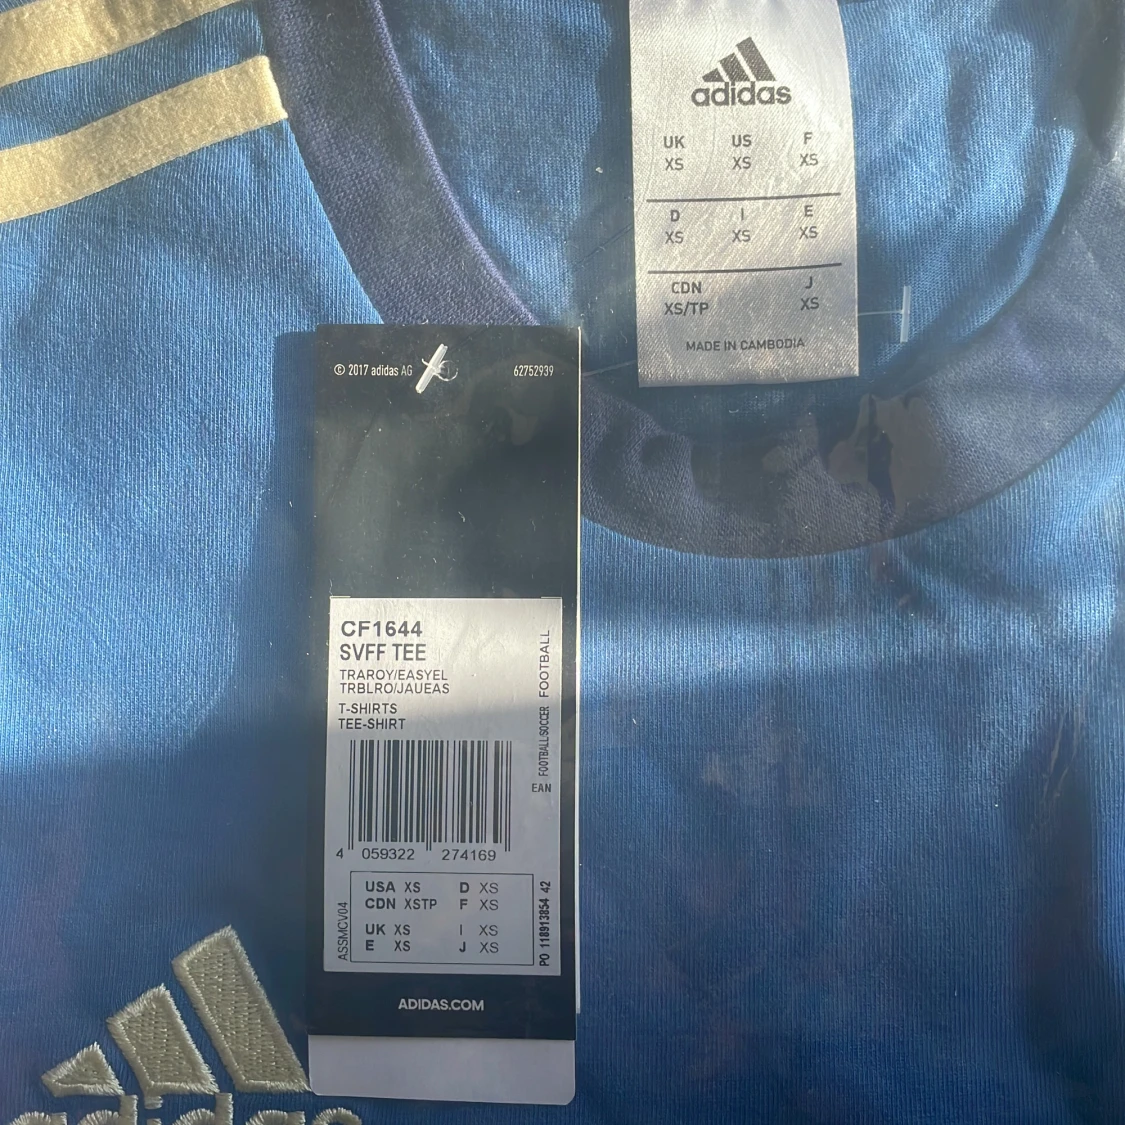 adidas
UK US F
XS XS XS
D I E
XS XS XS
CDN J
XS/TP XS
MADE IN CAMBODIA
© 2017 adidas AG 62752939
CF1644
SVFF TEE
TRAROY/EASYEL
TRBLRO/JAUEAS
T-SHIRTS
TEE-SHIRT
FOOTBALL/SOCCER FOOTBALL
EAN
4 059322 274169
USA XS D XS
CDN XSTP F XS
UK XS I XS
E XS J XS
ASSMCV04
PO 118913854 42
ADIDAS.COM
adidas